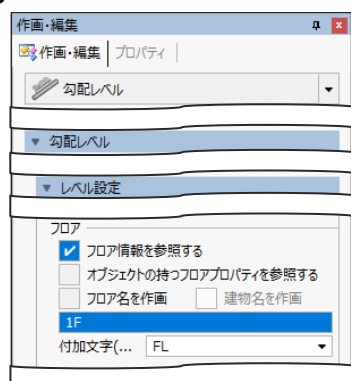 作画・編集
作画・編集 プロパティ
勾配レベル
勾配レベル
レベル設定
フロア
フロア情報を参照する
オブジェクトの持つフロアプロパティを参照する
フロア名を作画 建物名を作画
1F
付加文字(... FL